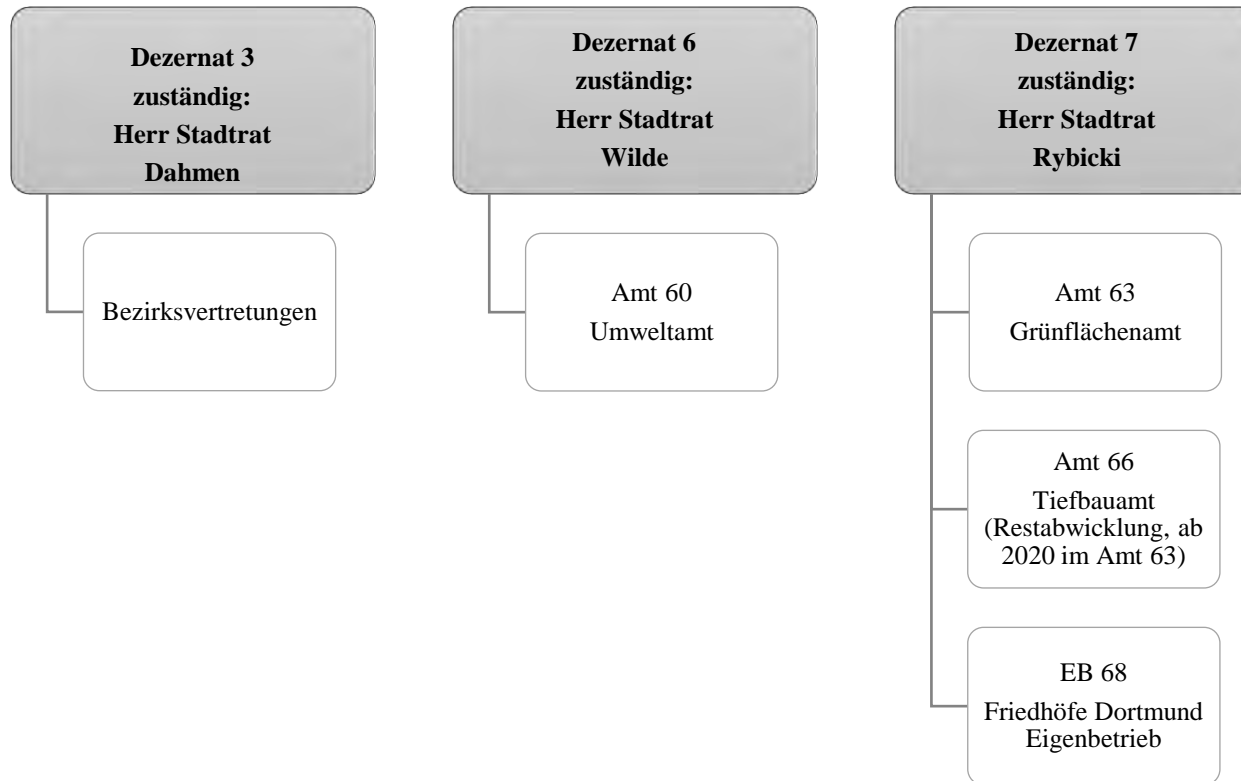 Dezernat 3
zuständig:
Herr Stadtrat
Dahmen
Bezirksvertretungen
Dezernat 6
zuständig:
Herr Stadtrat
Wilde
Amt 60
Umweltamt
Dezernat 7
zuständig:
Herr Stadtrat
Rybicki
Amt 63
Grünflächenamt
Amt 66
Tiefbauamt
(Restabwicklung, ab
2020 im Amt 63)
EB 68
Friedhöfe Dortmund
Eigenbetrieb